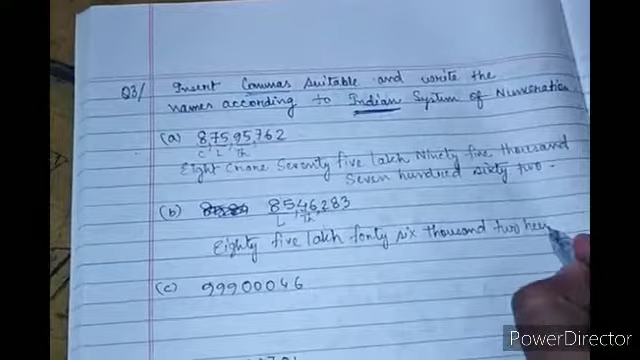 Q3/ Insert Commas suitable and write the
names according to Indian System of Numeration
(a) 8,75,95,762
C L Th
Eight Crore Seventy five lakh Ninety five thousand
Seven hundred sixty two.
(b) 85,46,283
L Th
Eighty five lakh forty six thousand two hun
(c) 99900046
PowerDirector